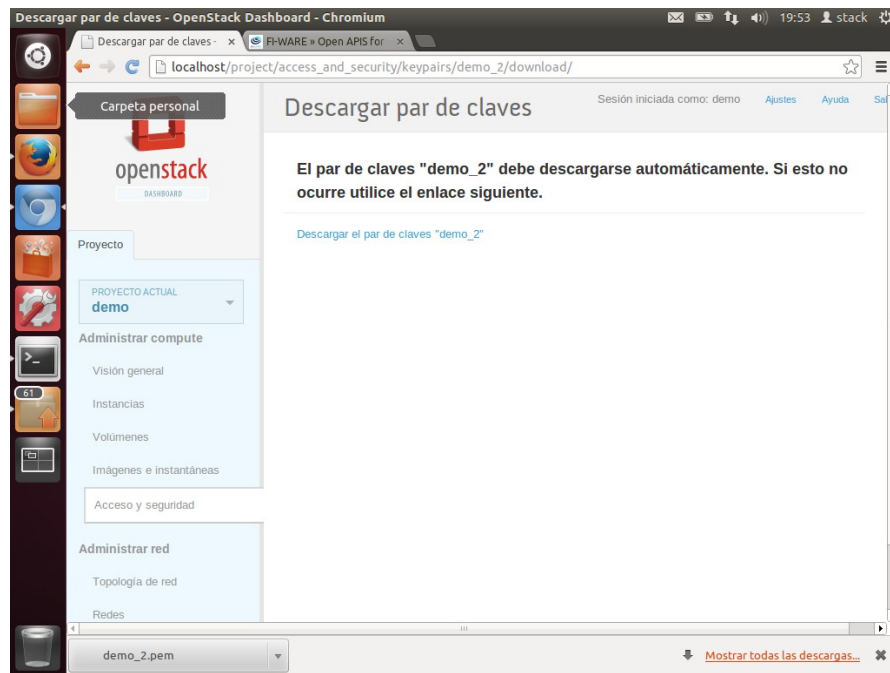 Descargar par de claves - OpenStack Dashboard - Chromium
19:53 stack
Descargar par de claves -
FI-WARE » Open APIS for
localhost/project/access_and_security/keypairs/demo_2/download/
Carpeta personal
openstack
DASHBOARD
Descargar par de claves
Sesión iniciada como: demo Ajustes Ayuda Sal
El par de claves "demo_2" debe descargarse automáticamente. Si esto no
ocurre utilice el enlace siguiente.
Descargar el par de claves "demo_2"
Proyecto
PROYECTO ACTUAL
demo
Administrar compute
Visión general
Instancias
Volúmenes
Imágenes e instantáneas
Acceso y seguridad
Administrar red
Topología de red
Redes
61
demo_2.pem
Mostrar todas las descargas...